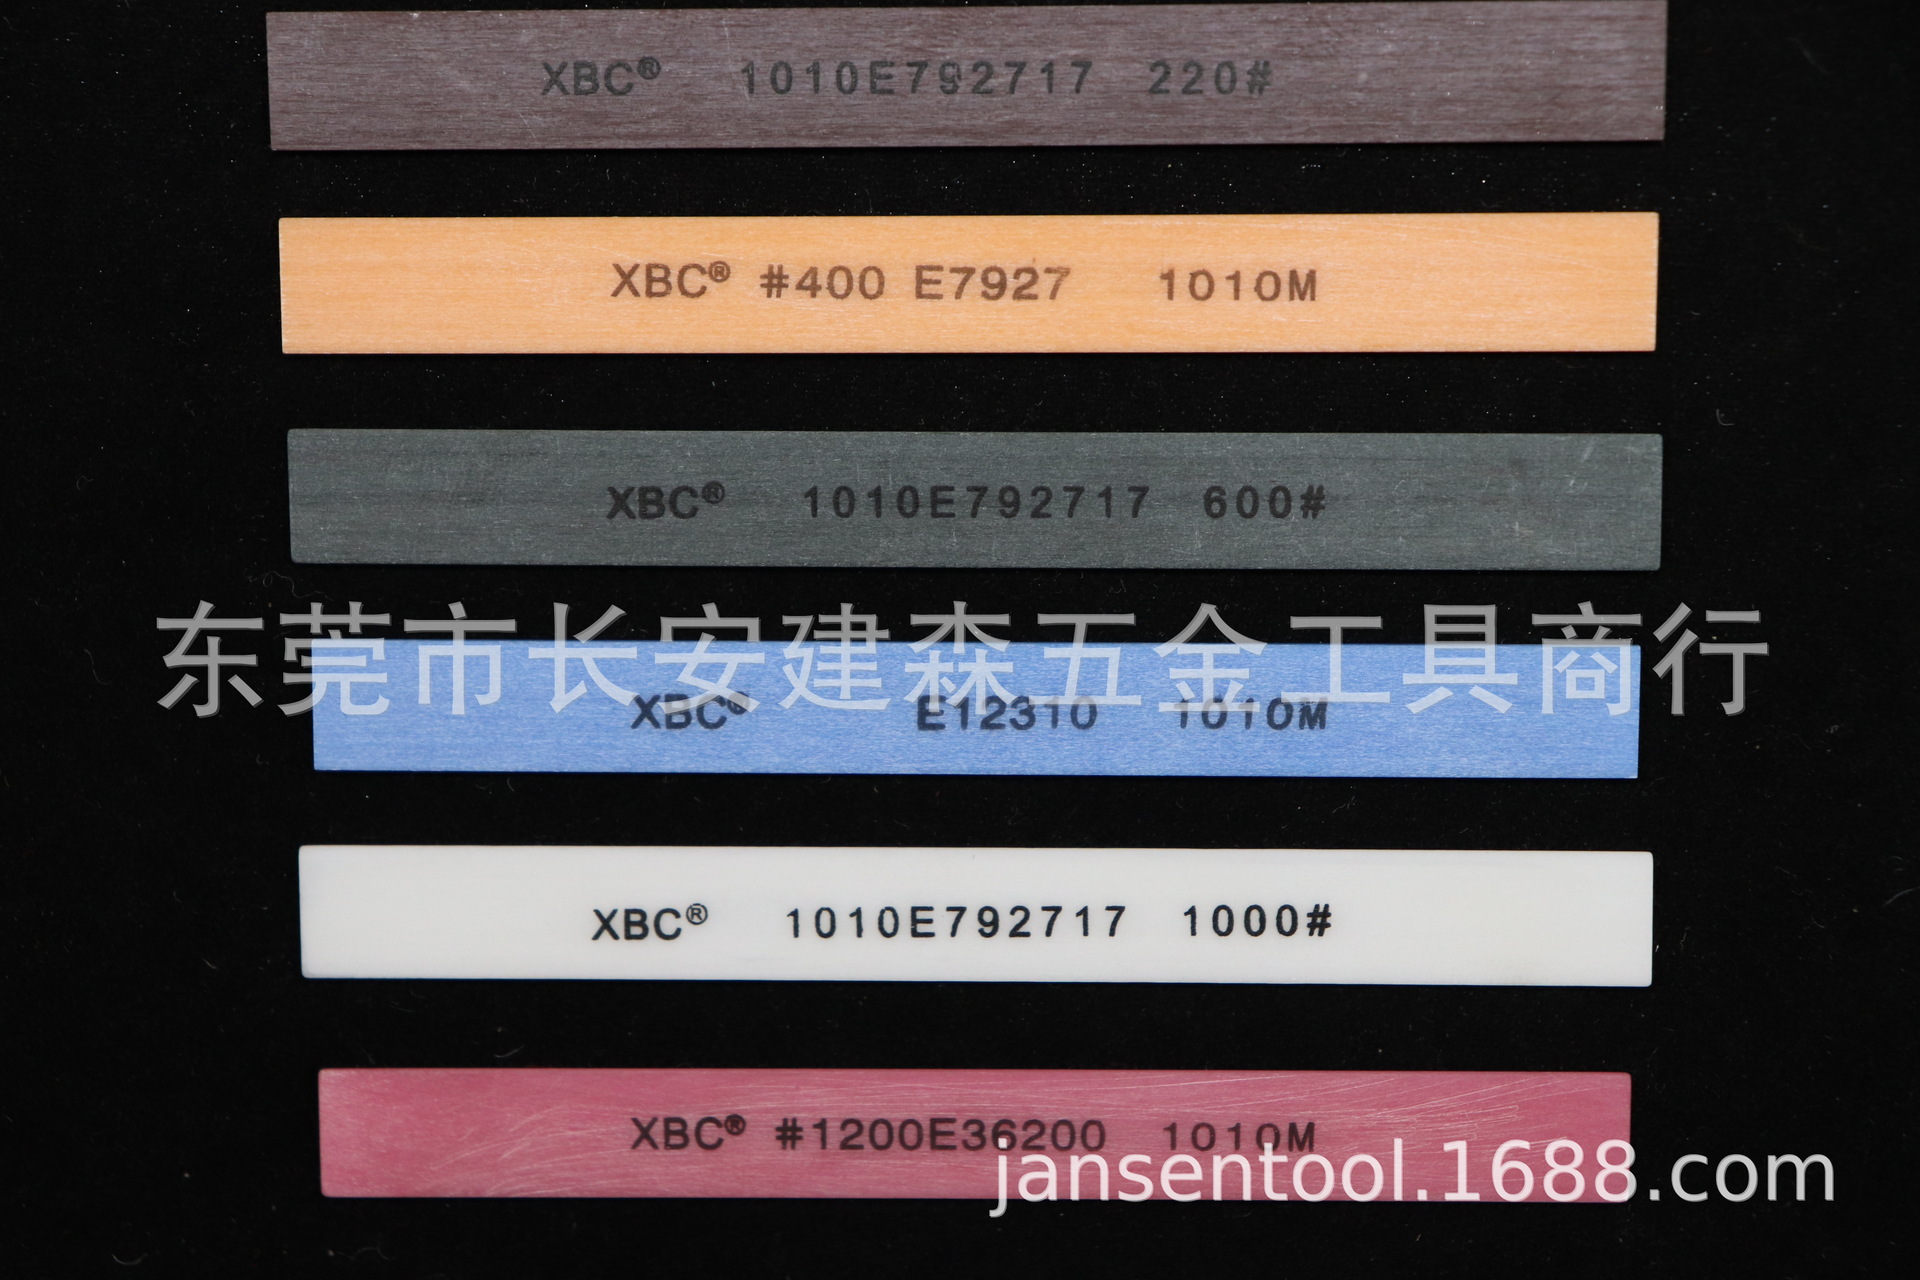 XBC® 1010E792717 220#
XBC® #400 E7927 1010M
XBC® 1010E792717 600#
东莞市长安建森五金工具商行
XBC® E12310 1010M
XBC® 1010E792717 1000#
XBC® #1200E36200 1010M
jansentool.1688.com